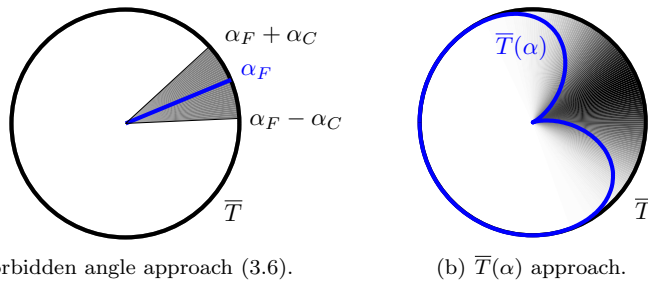 α_F + α_C
α_F
α_F − α_C
T̅
T̅(α)
T̅
orbidden angle approach (3.6).
(b) T̅(α) approach.